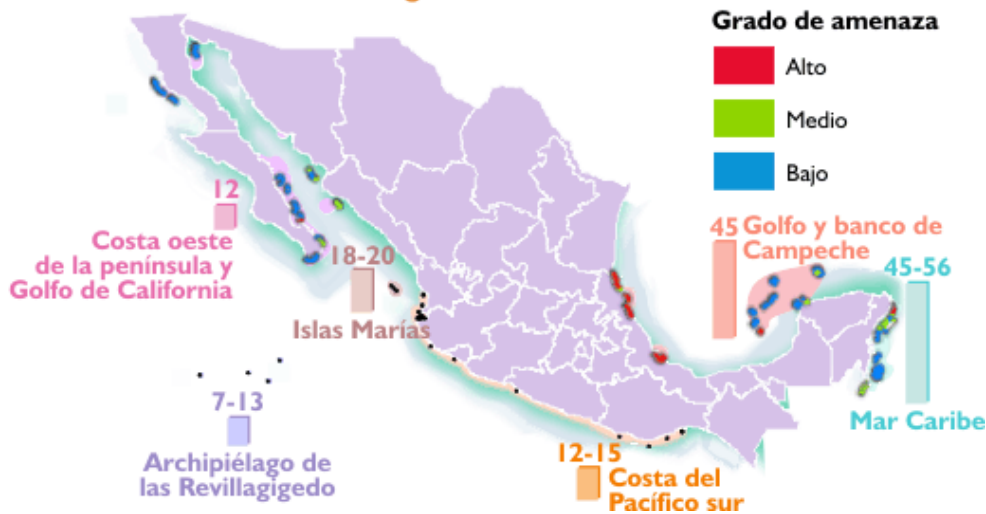 Grado de amenaza
Alto
Medio
Bajo
12
Costa oeste
de la península y
Golfo de California
18-20
Islas Marías
45
Golfo y banco de
Campeche
45-56
Mar Caribe
7-13
Archipiélago de
las Revillagigedo
12-15
Costa del
Pacífico sur